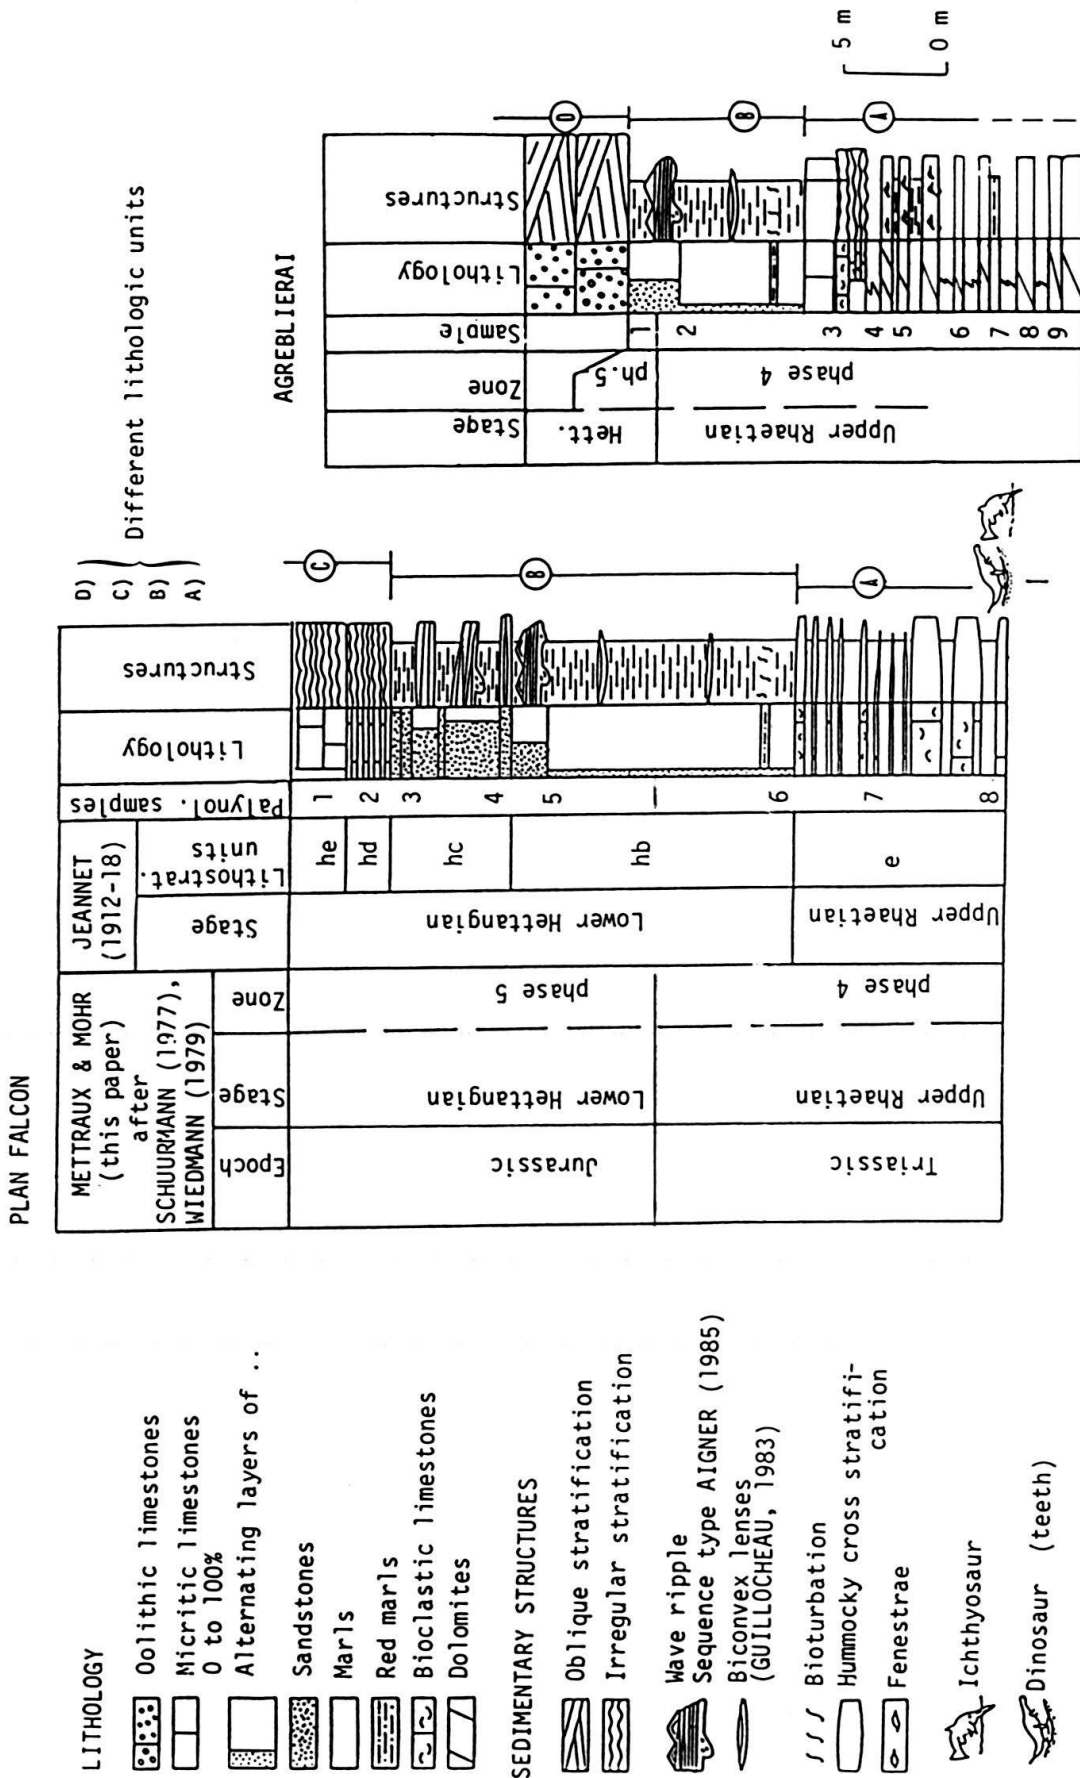 PLAN FALCON
METTRAUX & MOHR
(this paper)
after
SCHUURMANN (1977),
WIEDMANN (1979)
JEANNET
(1912-18)
Epoch
Stage
Zone
Stage
Lithostrat.
units
Palynol. samples
Lithology
Structures
Jurassic
Triassic
Lower Hettangian
Upper Rhaetian
phase 5
phase 4
Lower Hettangian
Upper Rhaetian
he
hd
hc
hb
e
1
2
3
4
5
6
7
8
C
B
A
D)
C)
B)
A)
Different lithologic units
AGREBLIERAI
Stage
Zone
Sample
Lithology
Structures
Hett.
Upper Rhaetian
ph.5
phase 4
1
2
3
4
5
6
7
8
9
D
B
A
5 m
0 m
LITHOLOGY
Oolithic limestones
Micritic limestones
0 to 100%
Alternating layers of ..
Sandstones
Marls
Red marls
Bioclastic limestones
Dolomites
SEDIMENTARY STRUCTURES
Oblique stratification
Irregular stratification
Wave ripple
Sequence type AIGNER (1985)
Biconvex lenses
(GUILLOCHEAU, 1983)
Bioturbation
Hummocky cross stratifi-
cation
Fenestrae
Ichthyosaur
Dinosaur (teeth)